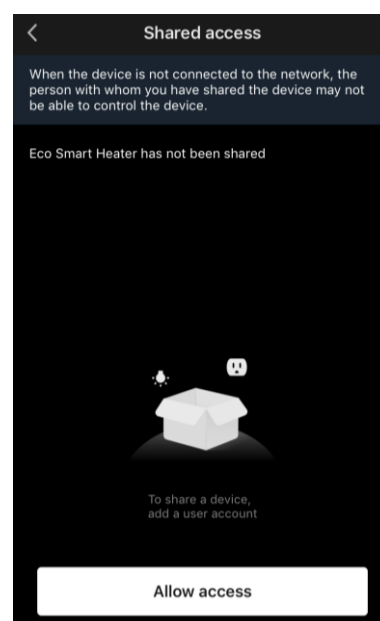 Shared access
When the device is not connected to the network, the
person with whom you have shared the device may not
be able to control the device.
Eco Smart Heater has not been shared
To share a device,
add a user account
Allow access